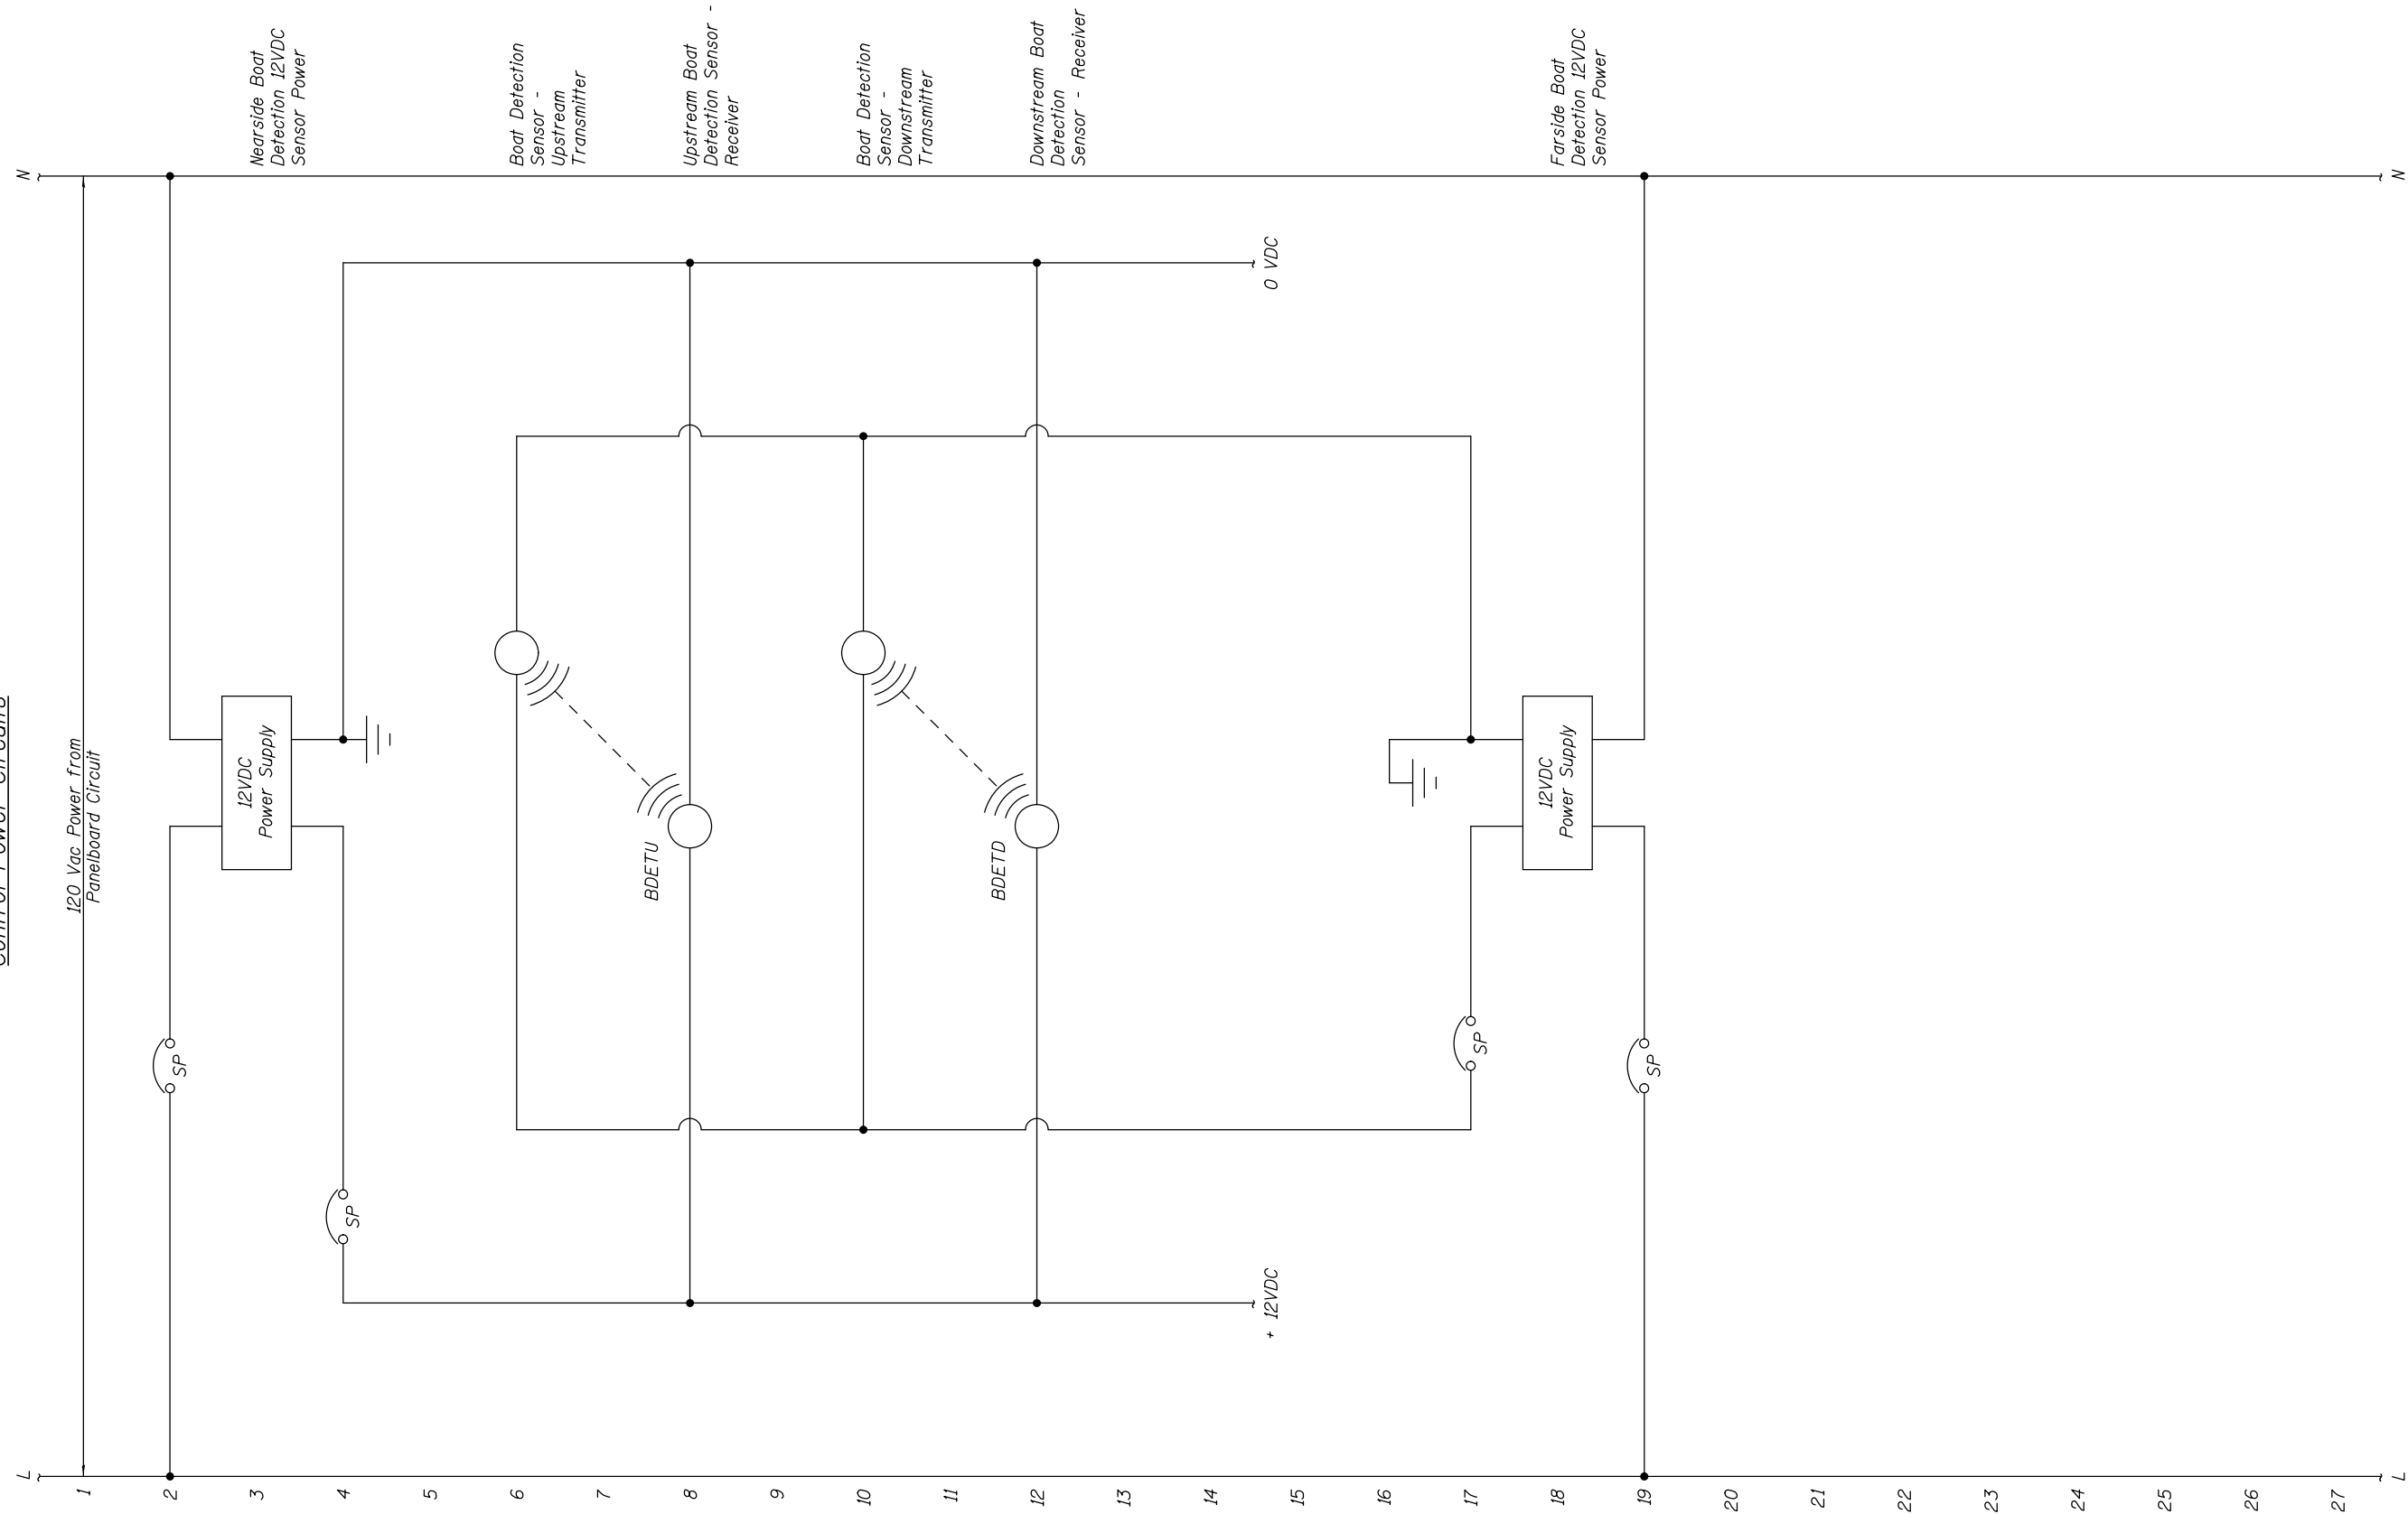 Control Power Circuits
L
N
1
120 Vac Power from
Panelboard Circuit
2
SP
3
12VDC
Power Supply
Nearside Boat
Detection 12VDC
Sensor Power
4
SP
5
6
Boat Detection
Sensor -
Upstream
Transmitter
7
BDETU
8
Upstream Boat
Detection Sensor -
Receiver
9
10
Boat Detection
Sensor -
Downstream
Transmitter
11
BDETD
12
Downstream Boat
Detection
Sensor - Receiver
13
14
+ 12VDC
0 VDC
15
16
17
SP
18
12VDC
Power Supply
Farside Boat
Detection 12VDC
Sensor Power
19
SP
20
21
22
23
24
25
26
27
L
N